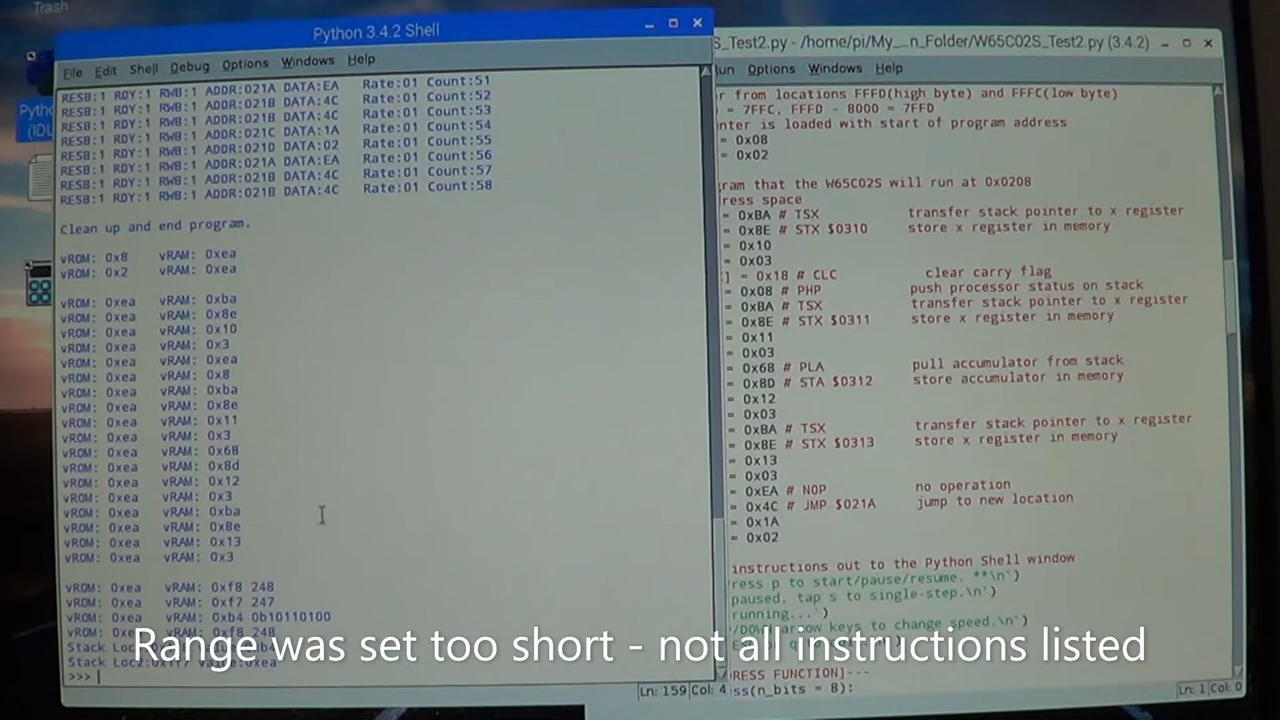 Trash
Python 3.4.2 Shell
File Edit Shell Debug Options Windows Help
RESB:1 RDY:1 RWB:1 ADDR:021A DATA:EA Rate:01 Count:51
RESB:1 RDY:1 RWB:1 ADDR:021B DATA:4C Rate:01 Count:52
RESB:1 RDY:1 RWB:1 ADDR:021B DATA:4C Rate:01 Count:53
RESB:1 RDY:1 RWB:1 ADDR:021C DATA:1A Rate:01 Count:54
RESB:1 RDY:1 RWB:1 ADDR:021D DATA:02 Rate:01 Count:55
RESB:1 RDY:1 RWB:1 ADDR:021A DATA:EA Rate:01 Count:56
RESB:1 RDY:1 RWB:1 ADDR:021B DATA:4C Rate:01 Count:57
RESB:1 RDY:1 RWB:1 ADDR:021B DATA:4C Rate:01 Count:58
Clean up and end program.
vROM: 0x8 vRAM: 0xea
vROM: 0x2 vRAM: 0xea
vROM: 0xea vRAM: 0xba
vROM: 0xea vRAM: 0x8e
vROM: 0xea vRAM: 0x10
vROM: 0xea vRAM: 0x3
vROM: 0xea vRAM: 0xea
vROM: 0xea vRAM: 0x8
vROM: 0xea vRAM: 0xba
vROM: 0xea vRAM: 0x8e
vROM: 0xea vRAM: 0x11
vROM: 0xea vRAM: 0x3
vROM: 0xea vRAM: 0x68
vROM: 0xea vRAM: 0x8d
vROM: 0xea vRAM: 0x12
vROM: 0xea vRAM: 0x3
vROM: 0xea vRAM: 0xba
vROM: 0xea vRAM: 0x8e
vROM: 0xea vRAM: 0x13
vROM: 0xea vRAM: 0x3
vROM: 0xea vRAM: 0xf8 248
vROM: 0xea vRAM: 0xf7 247
vROM: 0xea vRAM: 0xb4 0b10110100
vROM: 0xea vRAM: 0xf8 248
Stack
Stack
>>>
Ln: 159 Col: 4
Pytho
(IDL
S_Test2.py - /home/pi/My_...n_Folder/W65C02S_Test2.py (3.4.2)
un Options Windows Help
r from locations FFFD(high byte) and FFFC(low byte)
= 7FFC, FFFD - 8000 = 7FFD
nter is loaded with start of program address
= 0x08
= 0x02
ram that the W65C02S will run at 0x0208
ress space
= 0xBA # TSX transfer stack pointer to x register
= 0x8E # STX $0310 store x register in memory
= 0x10
= 0x03
] = 0x18 # CLC clear carry flag
= 0x08 # PHP push processor status on stack
= 0xBA # TSX transfer stack pointer to x register
= 0x8E # STX $0311 store x register in memory
= 0x11
= 0x03
= 0x68 # PLA pull accumulator from stack
= 0x8D # STA $0312 store accumulator in memory
= 0x12
= 0x03
= 0xBA # TSX transfer stack pointer to x register
= 0x8E # STX $0313 store x register in memory
= 0x13
= 0x03
= 0xEA # NOP no operation
= 0x4C # JMP $021A jump to new location
= 0x1A
= 0x02
instructions out to the Python Shell window
ress p to start/pause/resume. **\n')
paused, tap s to single-step.\n')
running...')
/DOWN arrow keys to change speed.\n')
RESS FUNCTION]---
ss(n_bits = 8):
Ln: 1 Col: 0
Range was set too short - not all instructions listed